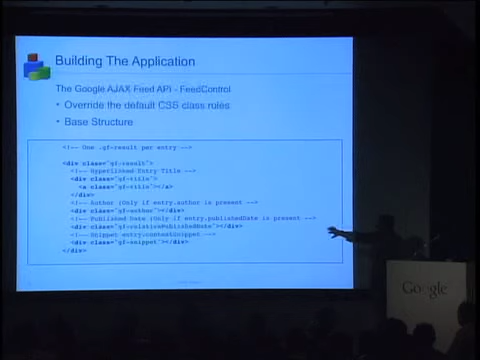 Building The Application
The Google AJAX Feed API - FeedControl
• Override the default CSS class rules
• Base Structure
<!-- One .gf-result per entry -->
<div class="gf-result">
<!-- Hyperlinked Entry Title -->
<div class="gf-title">
<a class="gf-title"></a>
</div>
<!-- Author (Only if entry.author is present -->
<div class="gf-author"></div>
<!-- Published Date (Only if entry.publishedDate is present -->
<div class="gf-relativePublishedDate"></div>
<!-- Snippet entry.contentSnippet -->
<div class="gf-snippet"></div>
</div>
Google